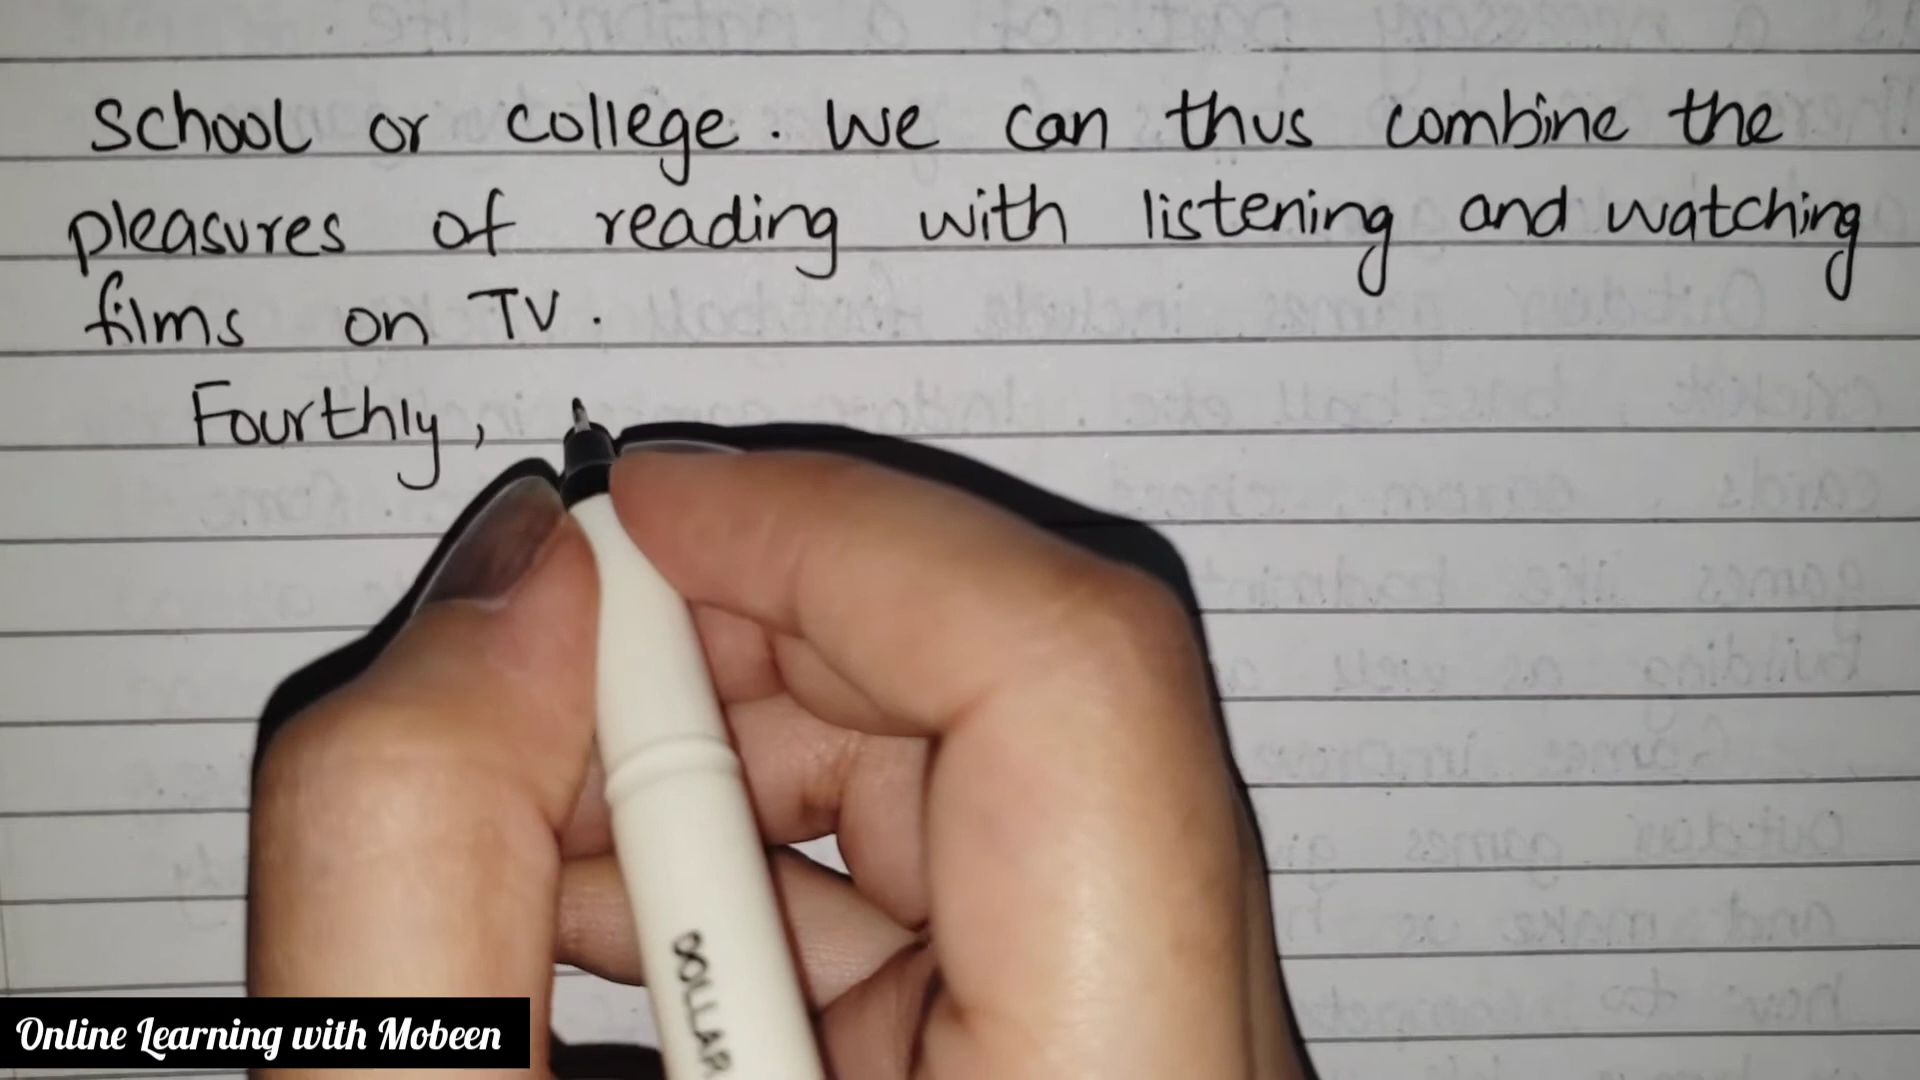 School or college. We can thus combine the
pleasures of reading with listening and watching
films on TV.
Fourthly,
DOLLAR
Online Learning with Mobeen